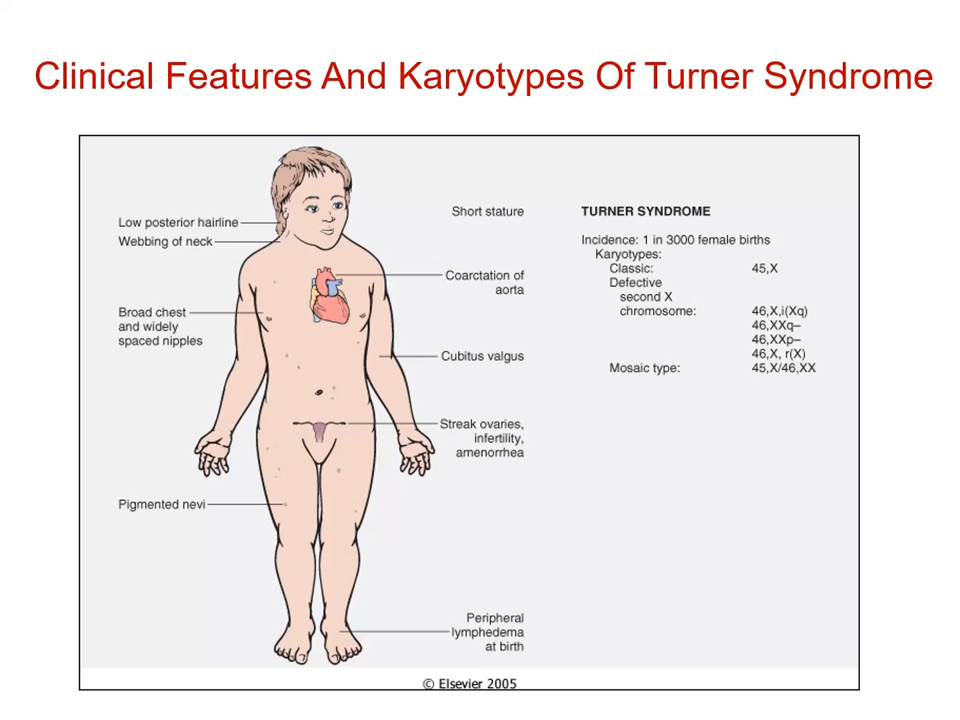 Clinical Features And Karyotypes Of Turner Syndrome
Low posterior hairline
Webbing of neck
Broad chest
and widely
spaced nipples
Pigmented nevi
Short stature
Coarctation of
aorta
Cubitus valgus
Streak ovaries,
infertility,
amenorrhea
Peripheral
lymphedema
at birth
TURNER SYNDROME
Incidence: 1 in 3000 female births
Karyotypes:
Classic: 45,X
Defective
second X
chromosome: 46,X,i(Xq)
46,XXq–
46,XXp–
46,X, r(X)
Mosaic type: 45,X/46,XX
© Elsevier 2005